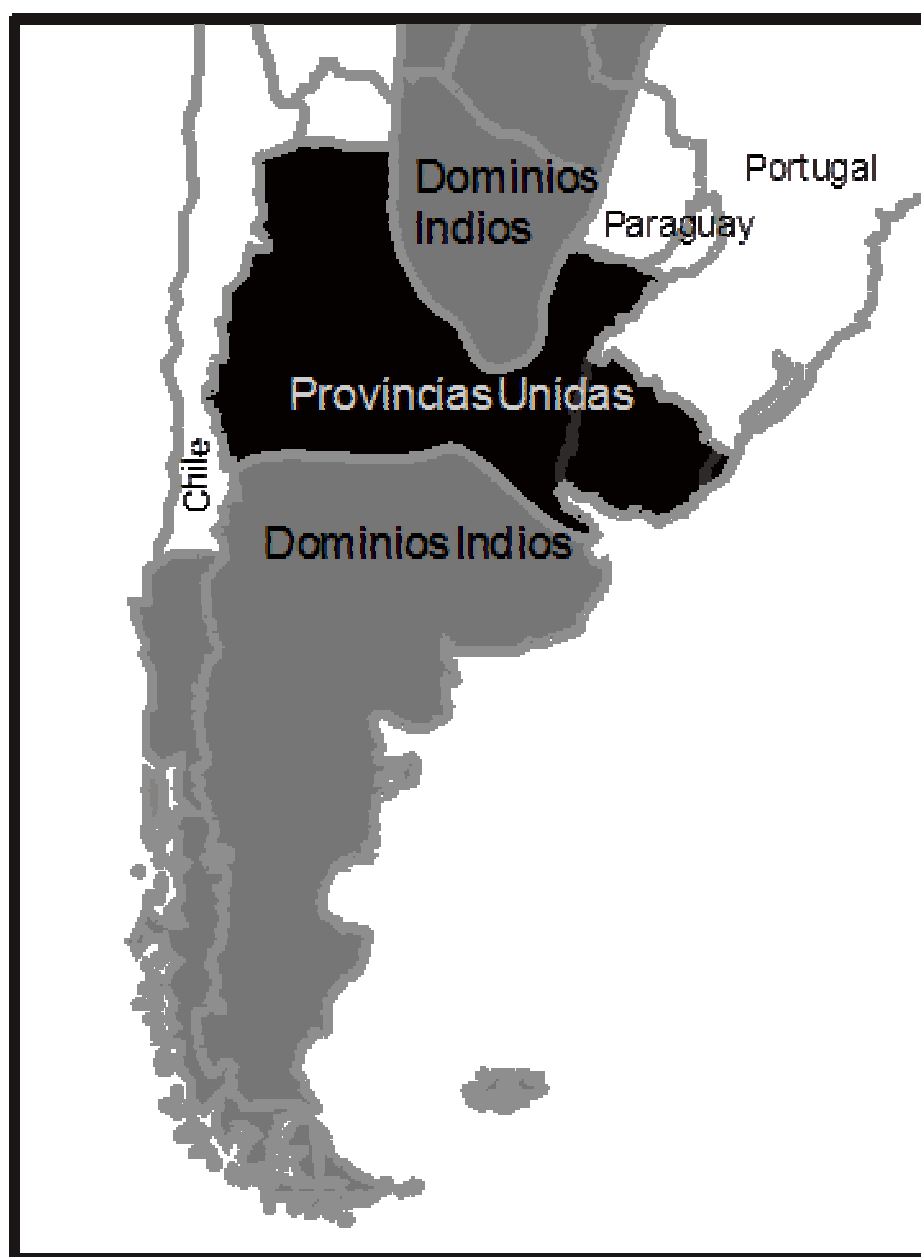 Dominios
Indios
Portugal
Paraguay
Provincias Unidas
Chile
Dominios Indios